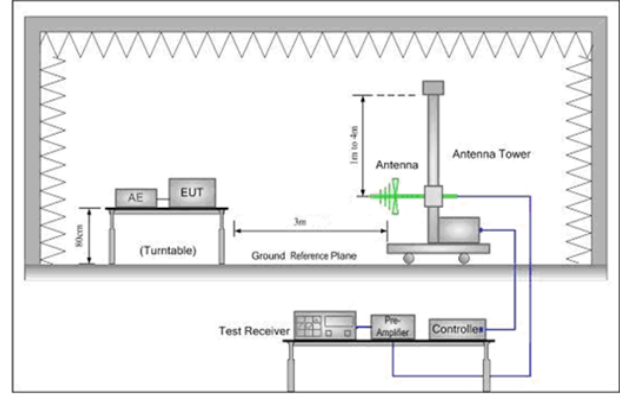 1m to 4m
Antenna
Antenna Tower
AE
EUT
80cm
(Turntable)
3m
Ground Reference Plane
Test Receiver
Pre-
Amplifier
Controller